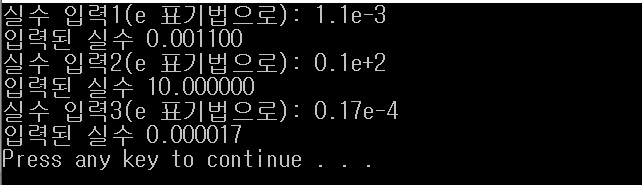 실수 입력1(e 표기법으로): 1.1e-3
입력된 실수 0.001100
실수 입력2(e 표기법으로): 0.1e+2
입력된 실수 10.000000
실수 입력3(e 표기법으로): 0.17e-4
입력된 실수 0.000017
Press any key to continue . . .